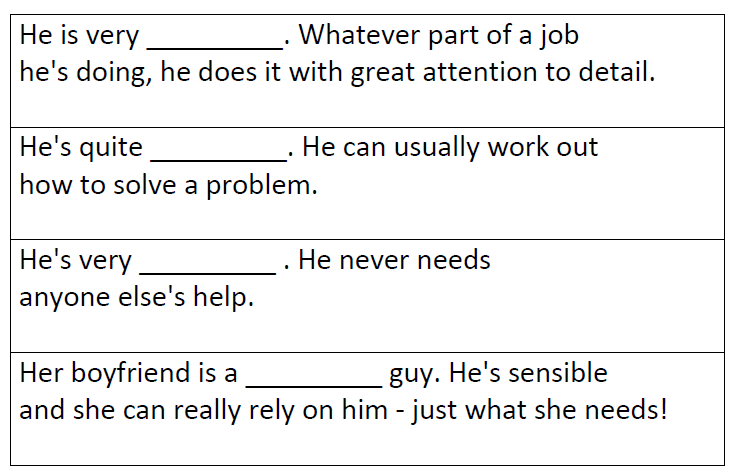 He is very _________. Whatever part of a job
he's doing, he does it with great attention to detail.
He's quite _________. He can usually work out
how to solve a problem.
He's very _________ . He never needs
anyone else's help.
Her boyfriend is a _________ guy. He's sensible
and she can really rely on him - just what she needs!